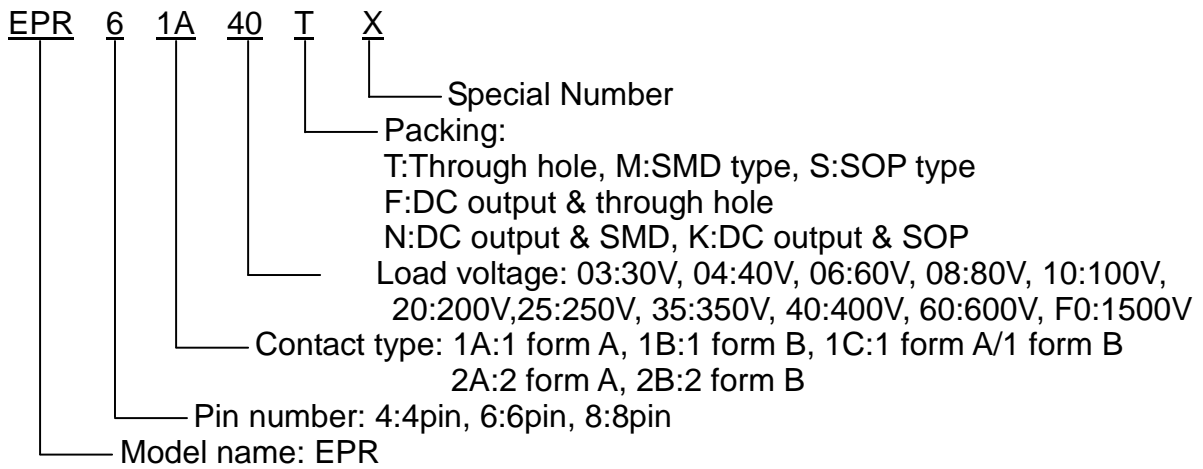 EPR 6 1A 40 T X
Special Number
Packing:
T:Through hole, M:SMD type, S:SOP type
F:DC output & through hole
N:DC output & SMD, K:DC output & SOP
Load voltage: 03:30V, 04:40V, 06:60V, 08:80V, 10:100V,
20:200V,25:250V, 35:350V, 40:400V, 60:600V, F0:1500V
Contact type: 1A:1 form A, 1B:1 form B, 1C:1 form A/1 form B
2A:2 form A, 2B:2 form B
Pin number: 4:4pin, 6:6pin, 8:8pin
Model name: EPR